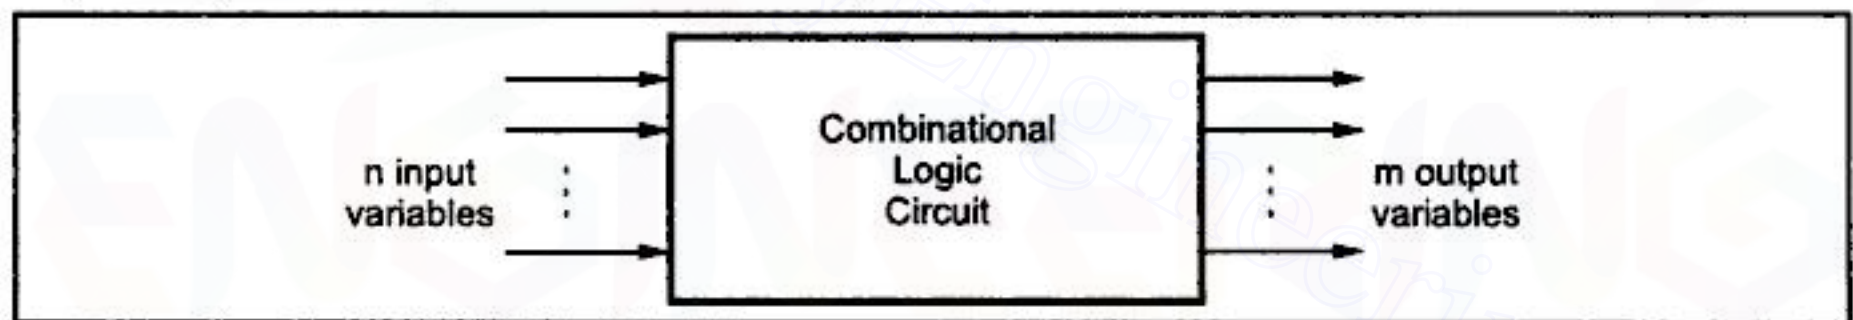 Combinational
Logic
Circuit
n input
variables
m output
variables